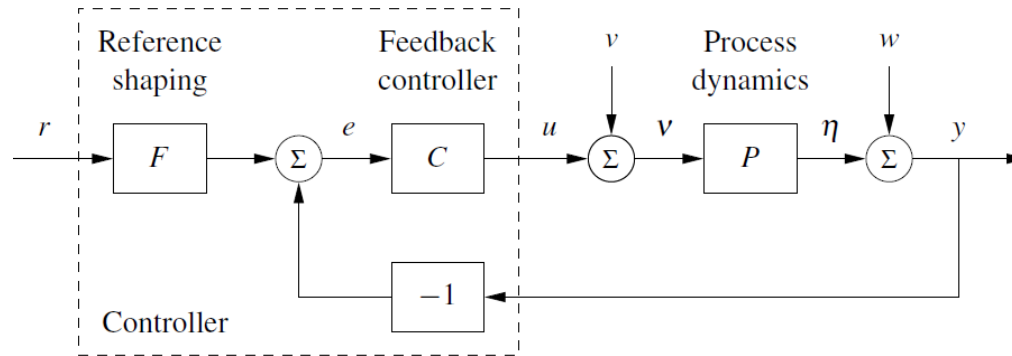 Reference
shaping
Feedback
controller
v
Process
dynamics
w
r
F
Σ
e
C
u
Σ
ν
P
η
Σ
y
−1
Controller